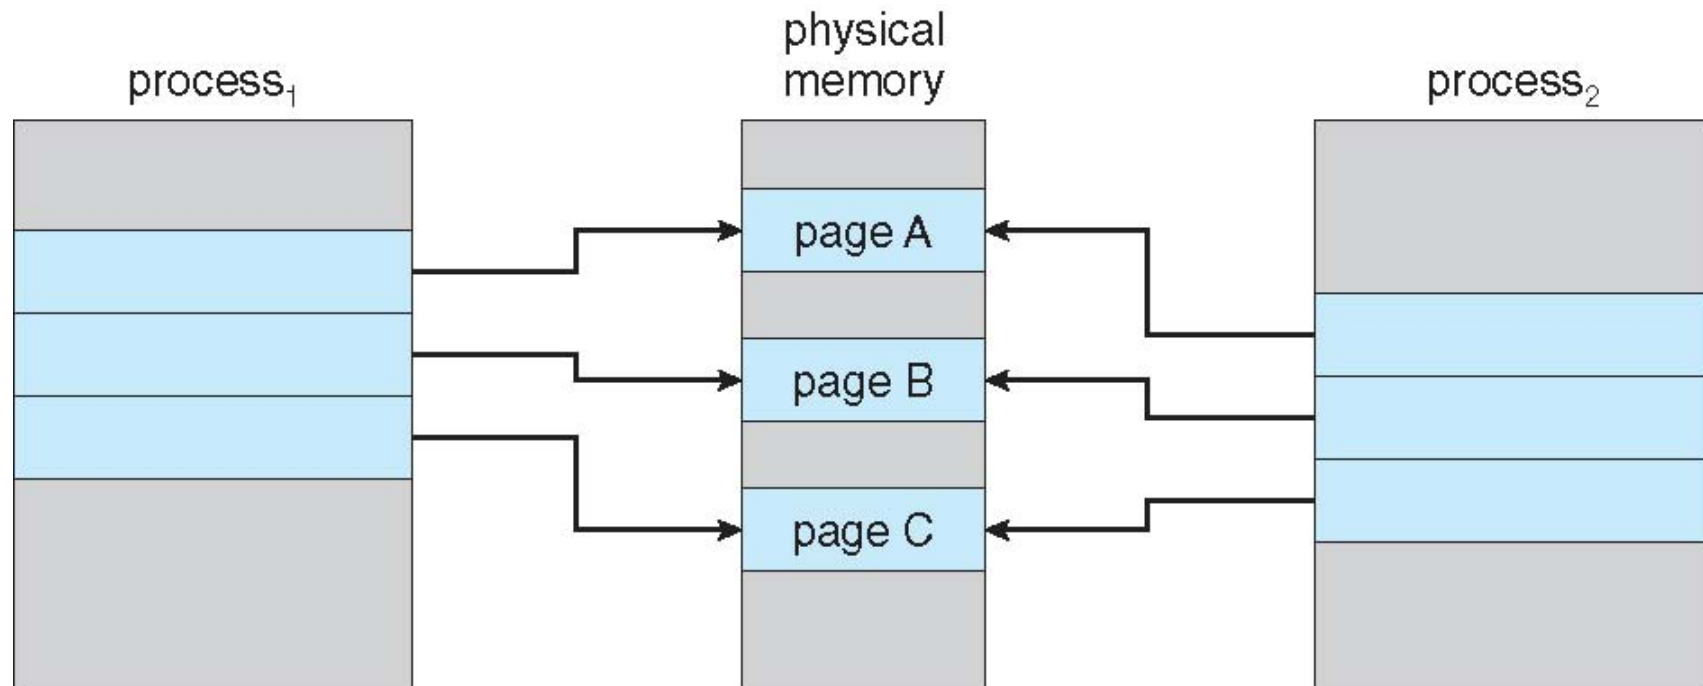 process₁
physical
memory
process₂
page A
page B
page C